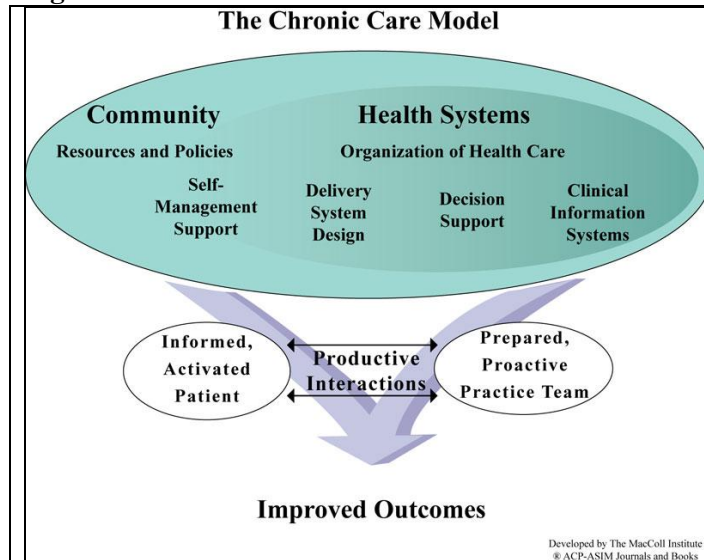 The Chronic Care Model
Community
Resources and Policies
Health Systems
Organization of Health Care
Self-
Management
Support
Delivery
System
Design
Decision
Support
Clinical
Information
Systems
Informed,
Activated
Patient
Productive
Interactions
Prepared,
Proactive
Practice Team
Improved Outcomes
Developed by The MacColl Institute
® ACP-ASIM Journals and Books